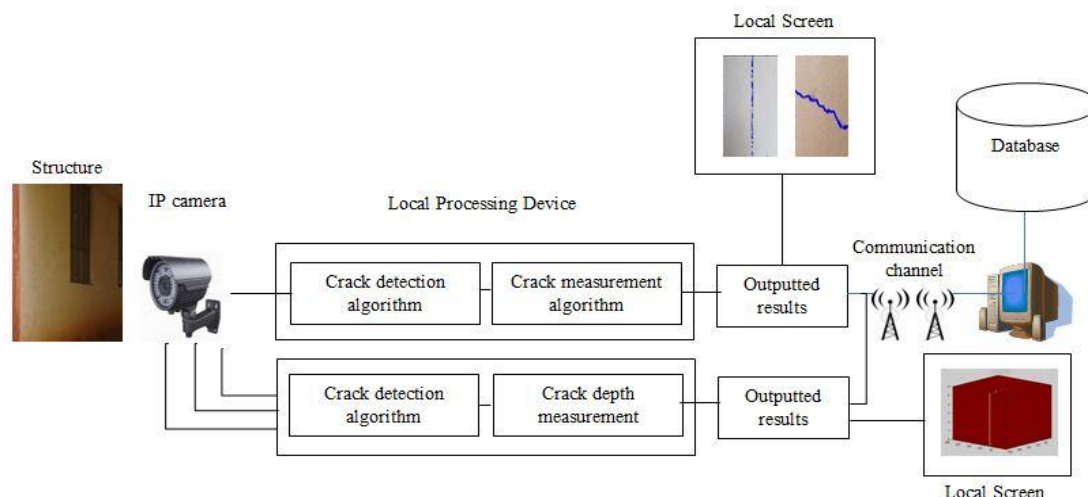 Local Screen
Database
Structure
IP camera
Local Processing Device
Communication
channel
Crack detection
algorithm
Crack measurement
algorithm
Outputted
results
Crack detection
algorithm
Crack depth
measurement
Outputted
results
Local Screen